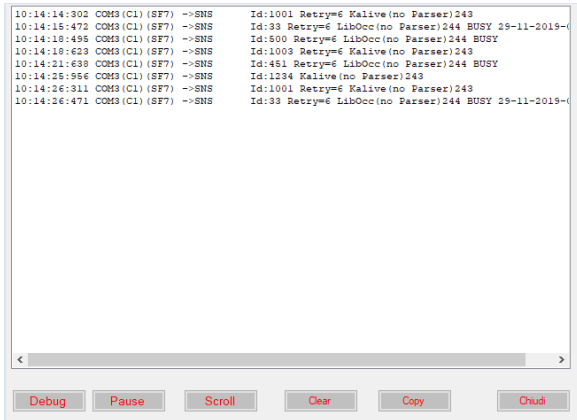 10:14:14:302 COM3(C1)(SF7) ->SNS Id:1001 Retry=6 Kalive(no Parser)243
10:14:15:472 COM3(C1)(SF7) ->SNS Id:33 Retry=6 LibOcc(no Parser)244 BUSY 29-11-2019-0
10:14:18:495 COM3(C1)(SF7) ->SNS Id:500 Retry=6 LibOcc(no Parser)244 BUSY
10:14:18:623 COM3(C1)(SF7) ->SNS Id:1003 Retry=6 Kalive(no Parser)243
10:14:21:638 COM3(C1)(SF7) ->SNS Id:451 Retry=6 LibOcc(no Parser)244 BUSY
10:14:25:956 COM3(C1)(SF7) ->SNS Id:1234 Kalive(no Parser)243
10:14:26:311 COM3(C1)(SF7) ->SNS Id:1001 Retry=6 Kalive(no Parser)243
10:14:26:471 COM3(C1)(SF7) ->SNS Id:33 Retry=6 LibOcc(no Parser)244 BUSY 29-11-2019-0
Debug Pause Scroll Clear Copy Chiudi